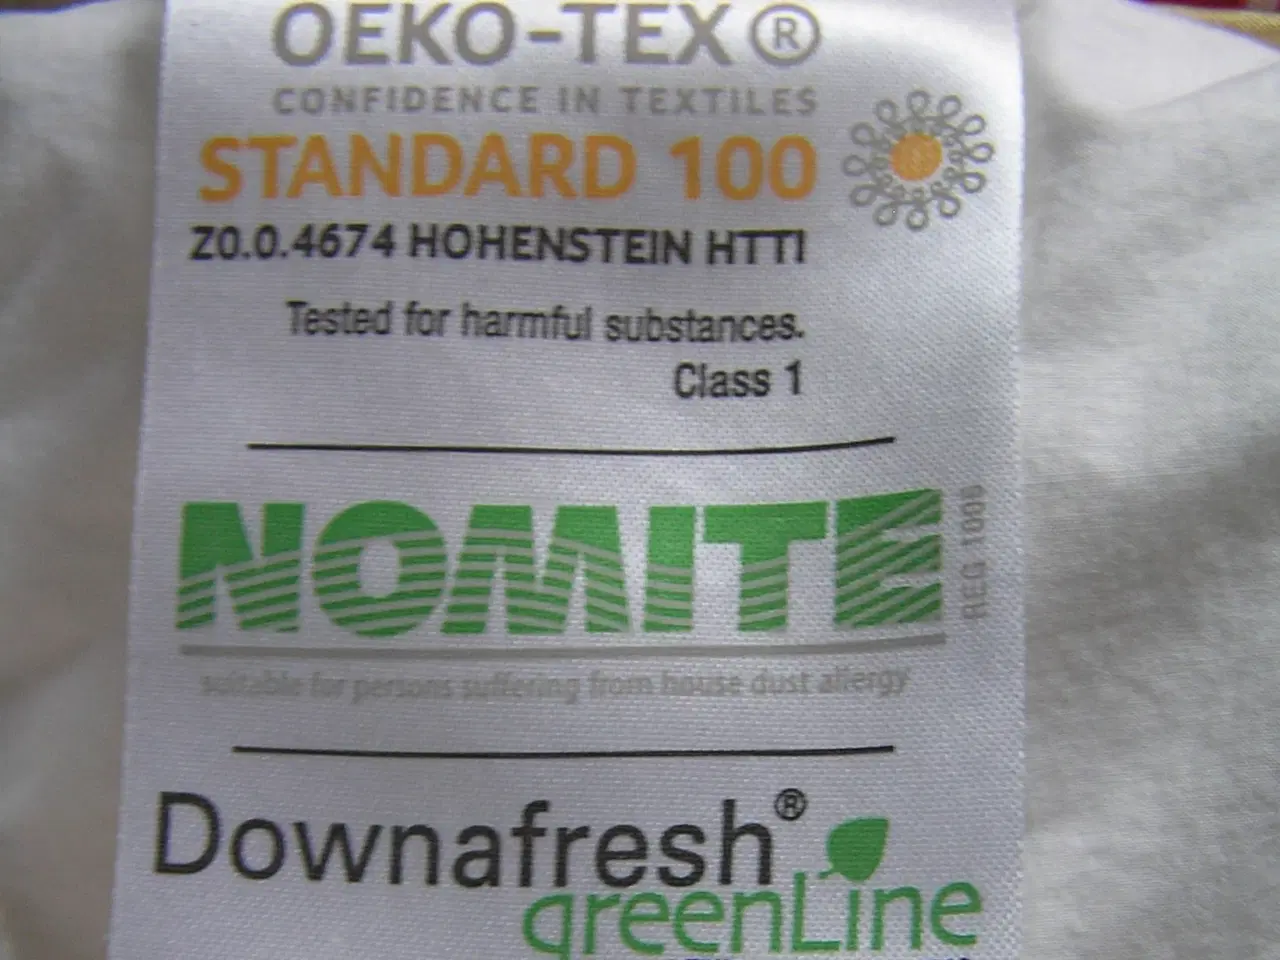 OEKO-TEX®
CONFIDENCE IN TEXTILES
STANDARD 100
Z0.0.4674 HOHENSTEIN HTTI
Tested for harmful substances.
Class 1
NOMITE
REG 1008
suitable for persons suffering from house dust allergy
Downafresh®
greenLine